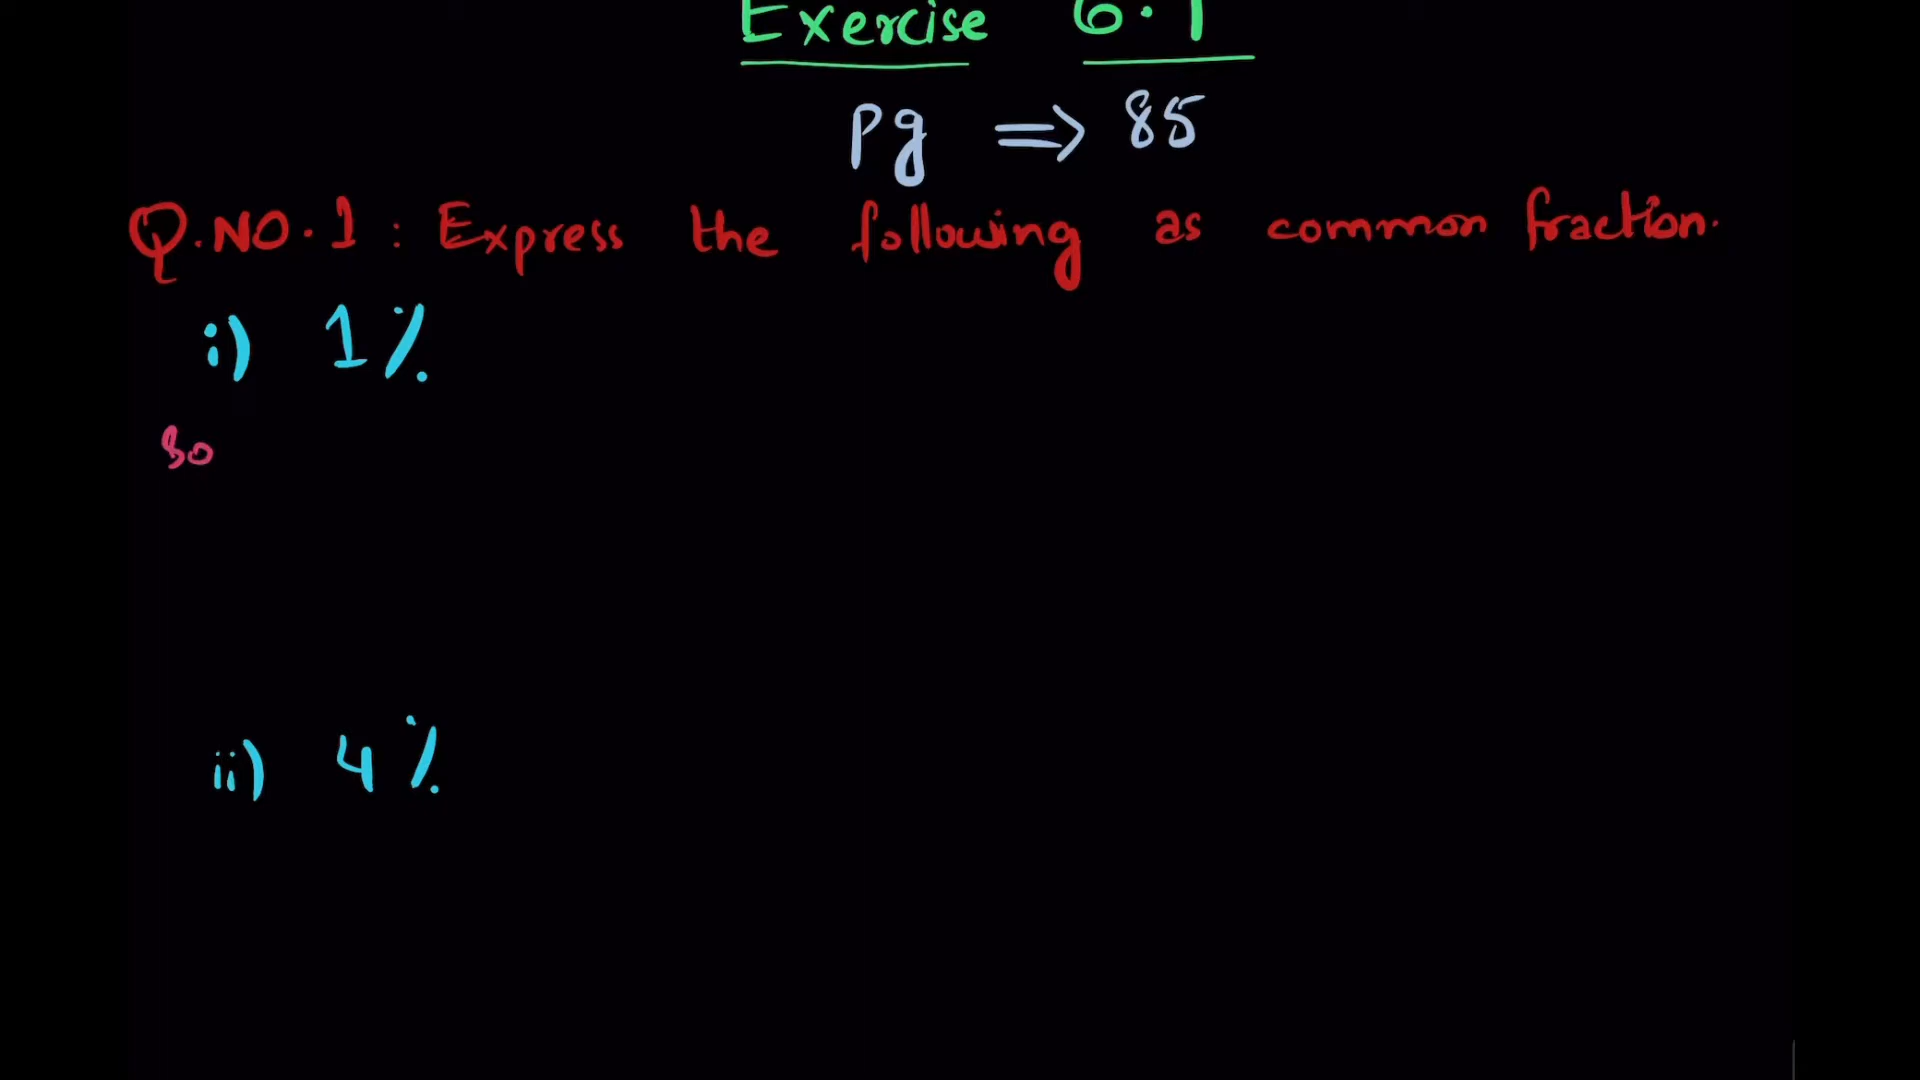 Exercise 6.1
Pg ⇒ 85
Q.NO.1 : Express the following as common fraction.
i) 1%
so
ii) 4%